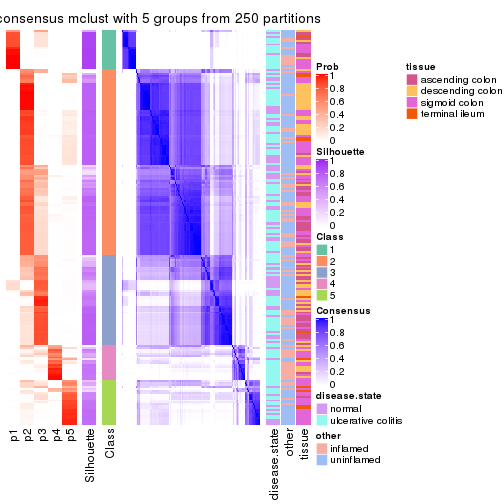 consensus mclust with 5 groups from 250 partitions
p1
p2
p3
p4
p5
Silhouette
Class
disease.state
other
tissue
Prob
1
0.8
0.6
0.4
0.2
0
Silhouette
1
0.8
0.6
0.4
0.2
0
Class
1
2
3
4
5
Consensus
1
0.8
0.6
0.4
0.2
0
disease.state
normal
ulcerative colitis
other
inflamed
uninflamed
tissue
ascending colon
descending colon
sigmoid colon
terminal ileum